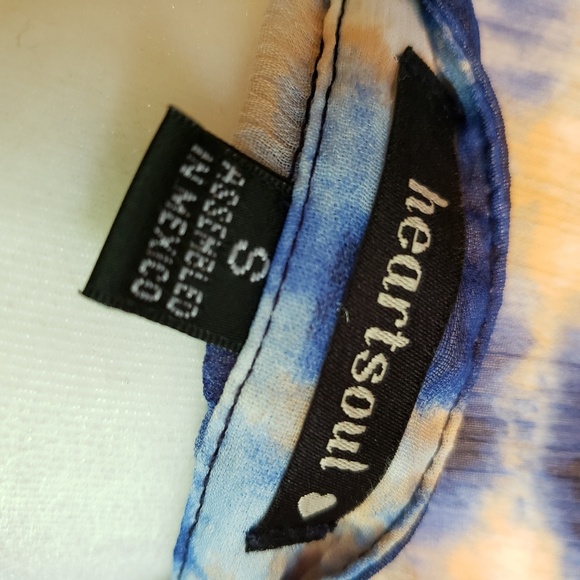 heartsoul
S
ASSEMBLED
IN MEXICO